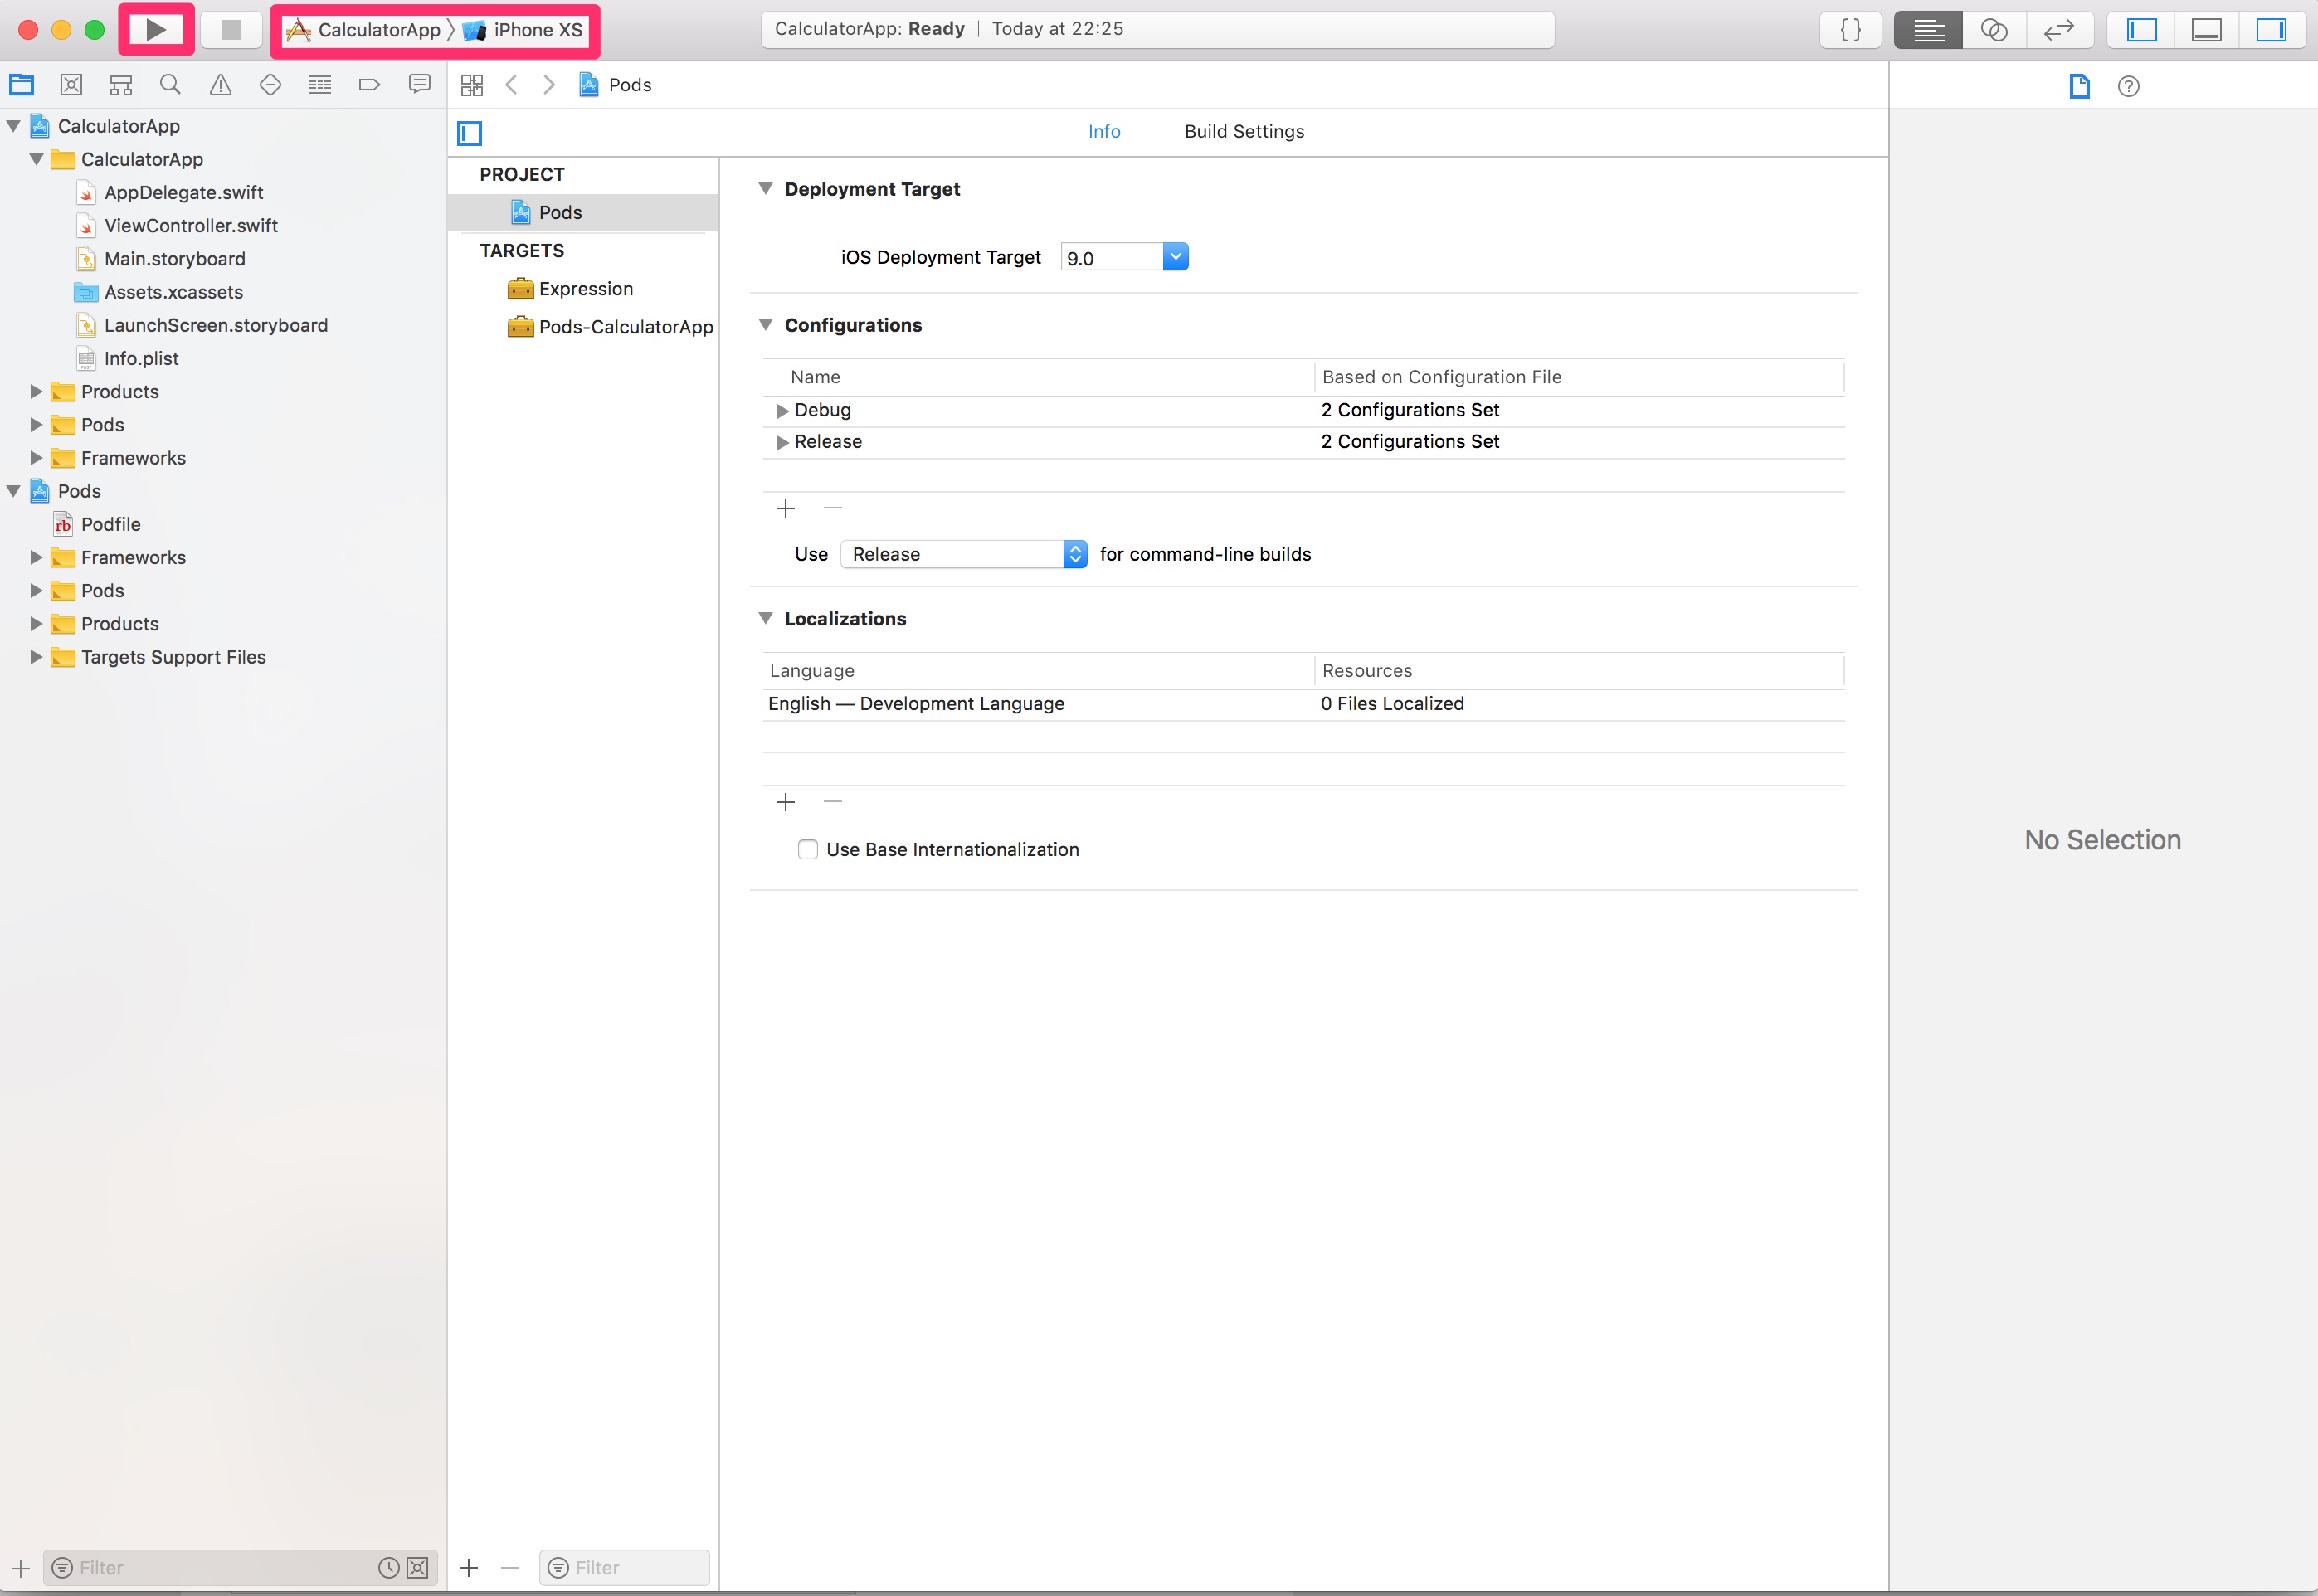 CalculatorApp iPhone XS
CalculatorApp: Ready | Today at 22:25
{ }
Pods
Info Build Settings
CalculatorApp
CalculatorApp
AppDelegate.swift
ViewController.swift
Main.storyboard
Assets.xcassets
LaunchScreen.storyboard
Info.plist
Products
Pods
Frameworks
Pods
rb Podfile
Frameworks
Pods
Products
Targets Support Files
Filter
PROJECT
Pods
TARGETS
Expression
Pods-CalculatorApp
Filter
Deployment Target
iOS Deployment Target 9.0
Configurations
Name Based on Configuration File
Debug 2 Configurations Set
Release 2 Configurations Set
Use Release for command-line builds
Localizations
Language Resources
English — Development Language 0 Files Localized
Use Base Internationalization
No Selection